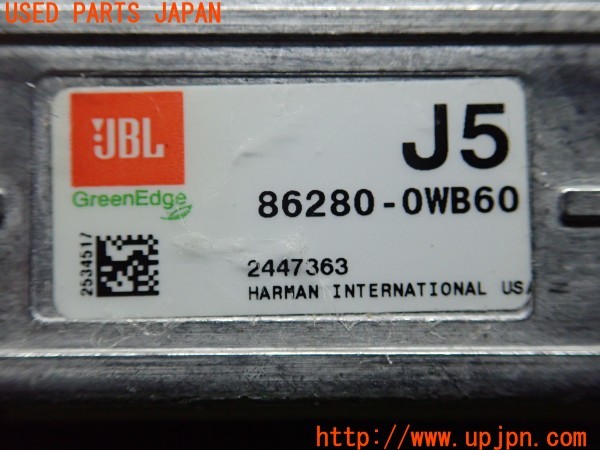 USED PARTS JAPAN
JBL
GreenEdge
J5
86280-0WB60
2534517
2447363
HARMAN INTERNATIONAL USA
http://www.upjpn.com